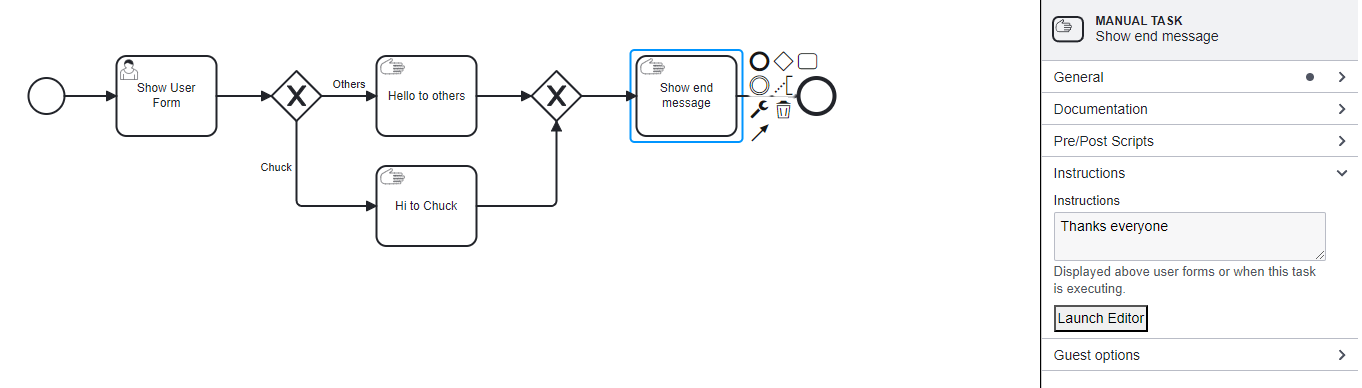 Show User
Form
Others
Hello to others
Chuck
Hi to Chuck
Show end
message
MANUAL TASK
Show end message
General
Documentation
Pre/Post Scripts
Instructions
Instructions
Thanks everyone
Displayed above user forms or when this task
is executing.
Launch Editor
Guest options